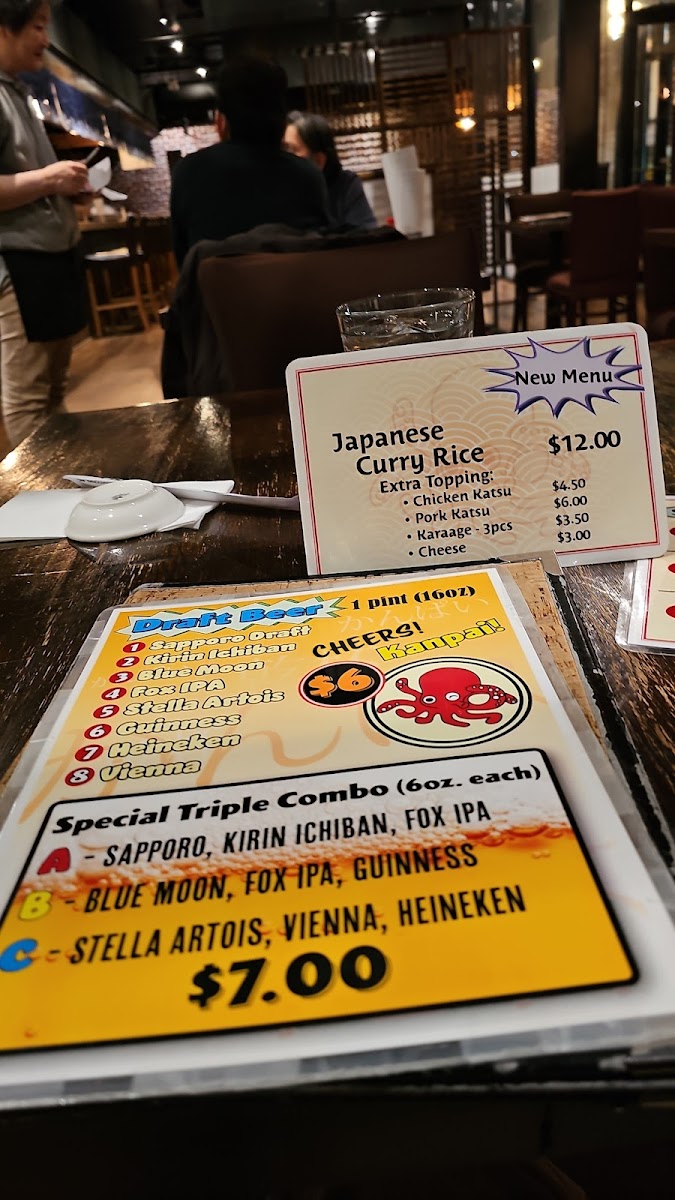 New Menu
Japanese
Curry Rice
$12.00
Extra Topping:
• Chicken Katsu $4.50
• Pork Katsu $6.00
• Karaage - 3pcs $3.50
• Cheese $3.00
Draft Beer 1 pint (16oz)
1 Sapporo Draft
2 Kirin Ichiban
3 Blue Moon
4 Fox IPA
5 Stella Artois
6 Guinness
7 Heineken
8 Vienna
CHEERS!
Kanpai!
$6
Special Triple Combo (6oz. each)
A - SAPPORO, KIRIN ICHIBAN, FOX IPA
B - BLUE MOON, FOX IPA, GUINNESS
C - STELLA ARTOIS, VIENNA, HEINEKEN
$7.00